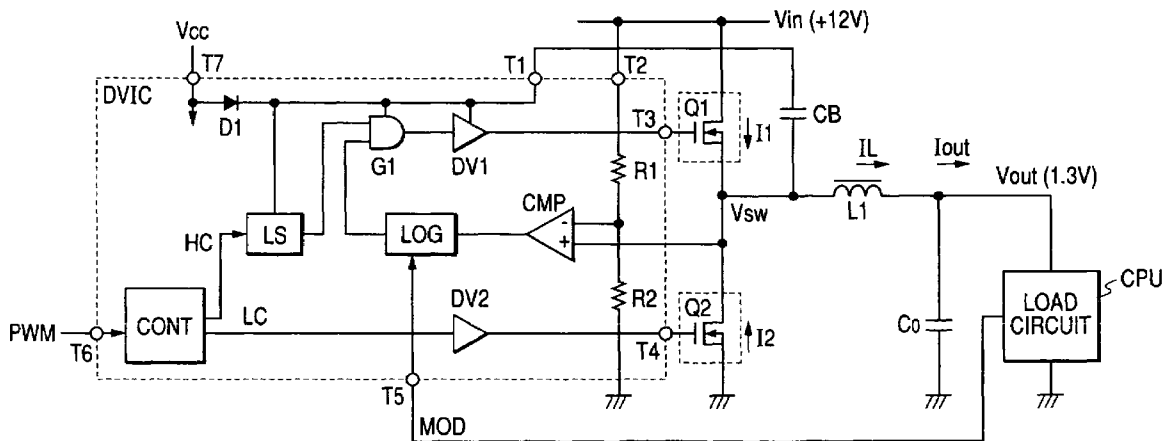 Vin (+12V)
Vcc
T7
T1
T2
DVIC
D1
G1
DV1
T3
Q1
I1
CB
R1
IL
Iout
Vout (1.3V)
CMP
-
+
Vsw
L1
HC
LS
LOG
R2
Q2
I2
DV2
PWM
T6
CONT
LC
T4
Co
LOAD
CIRCUIT
CPU
T5
MOD